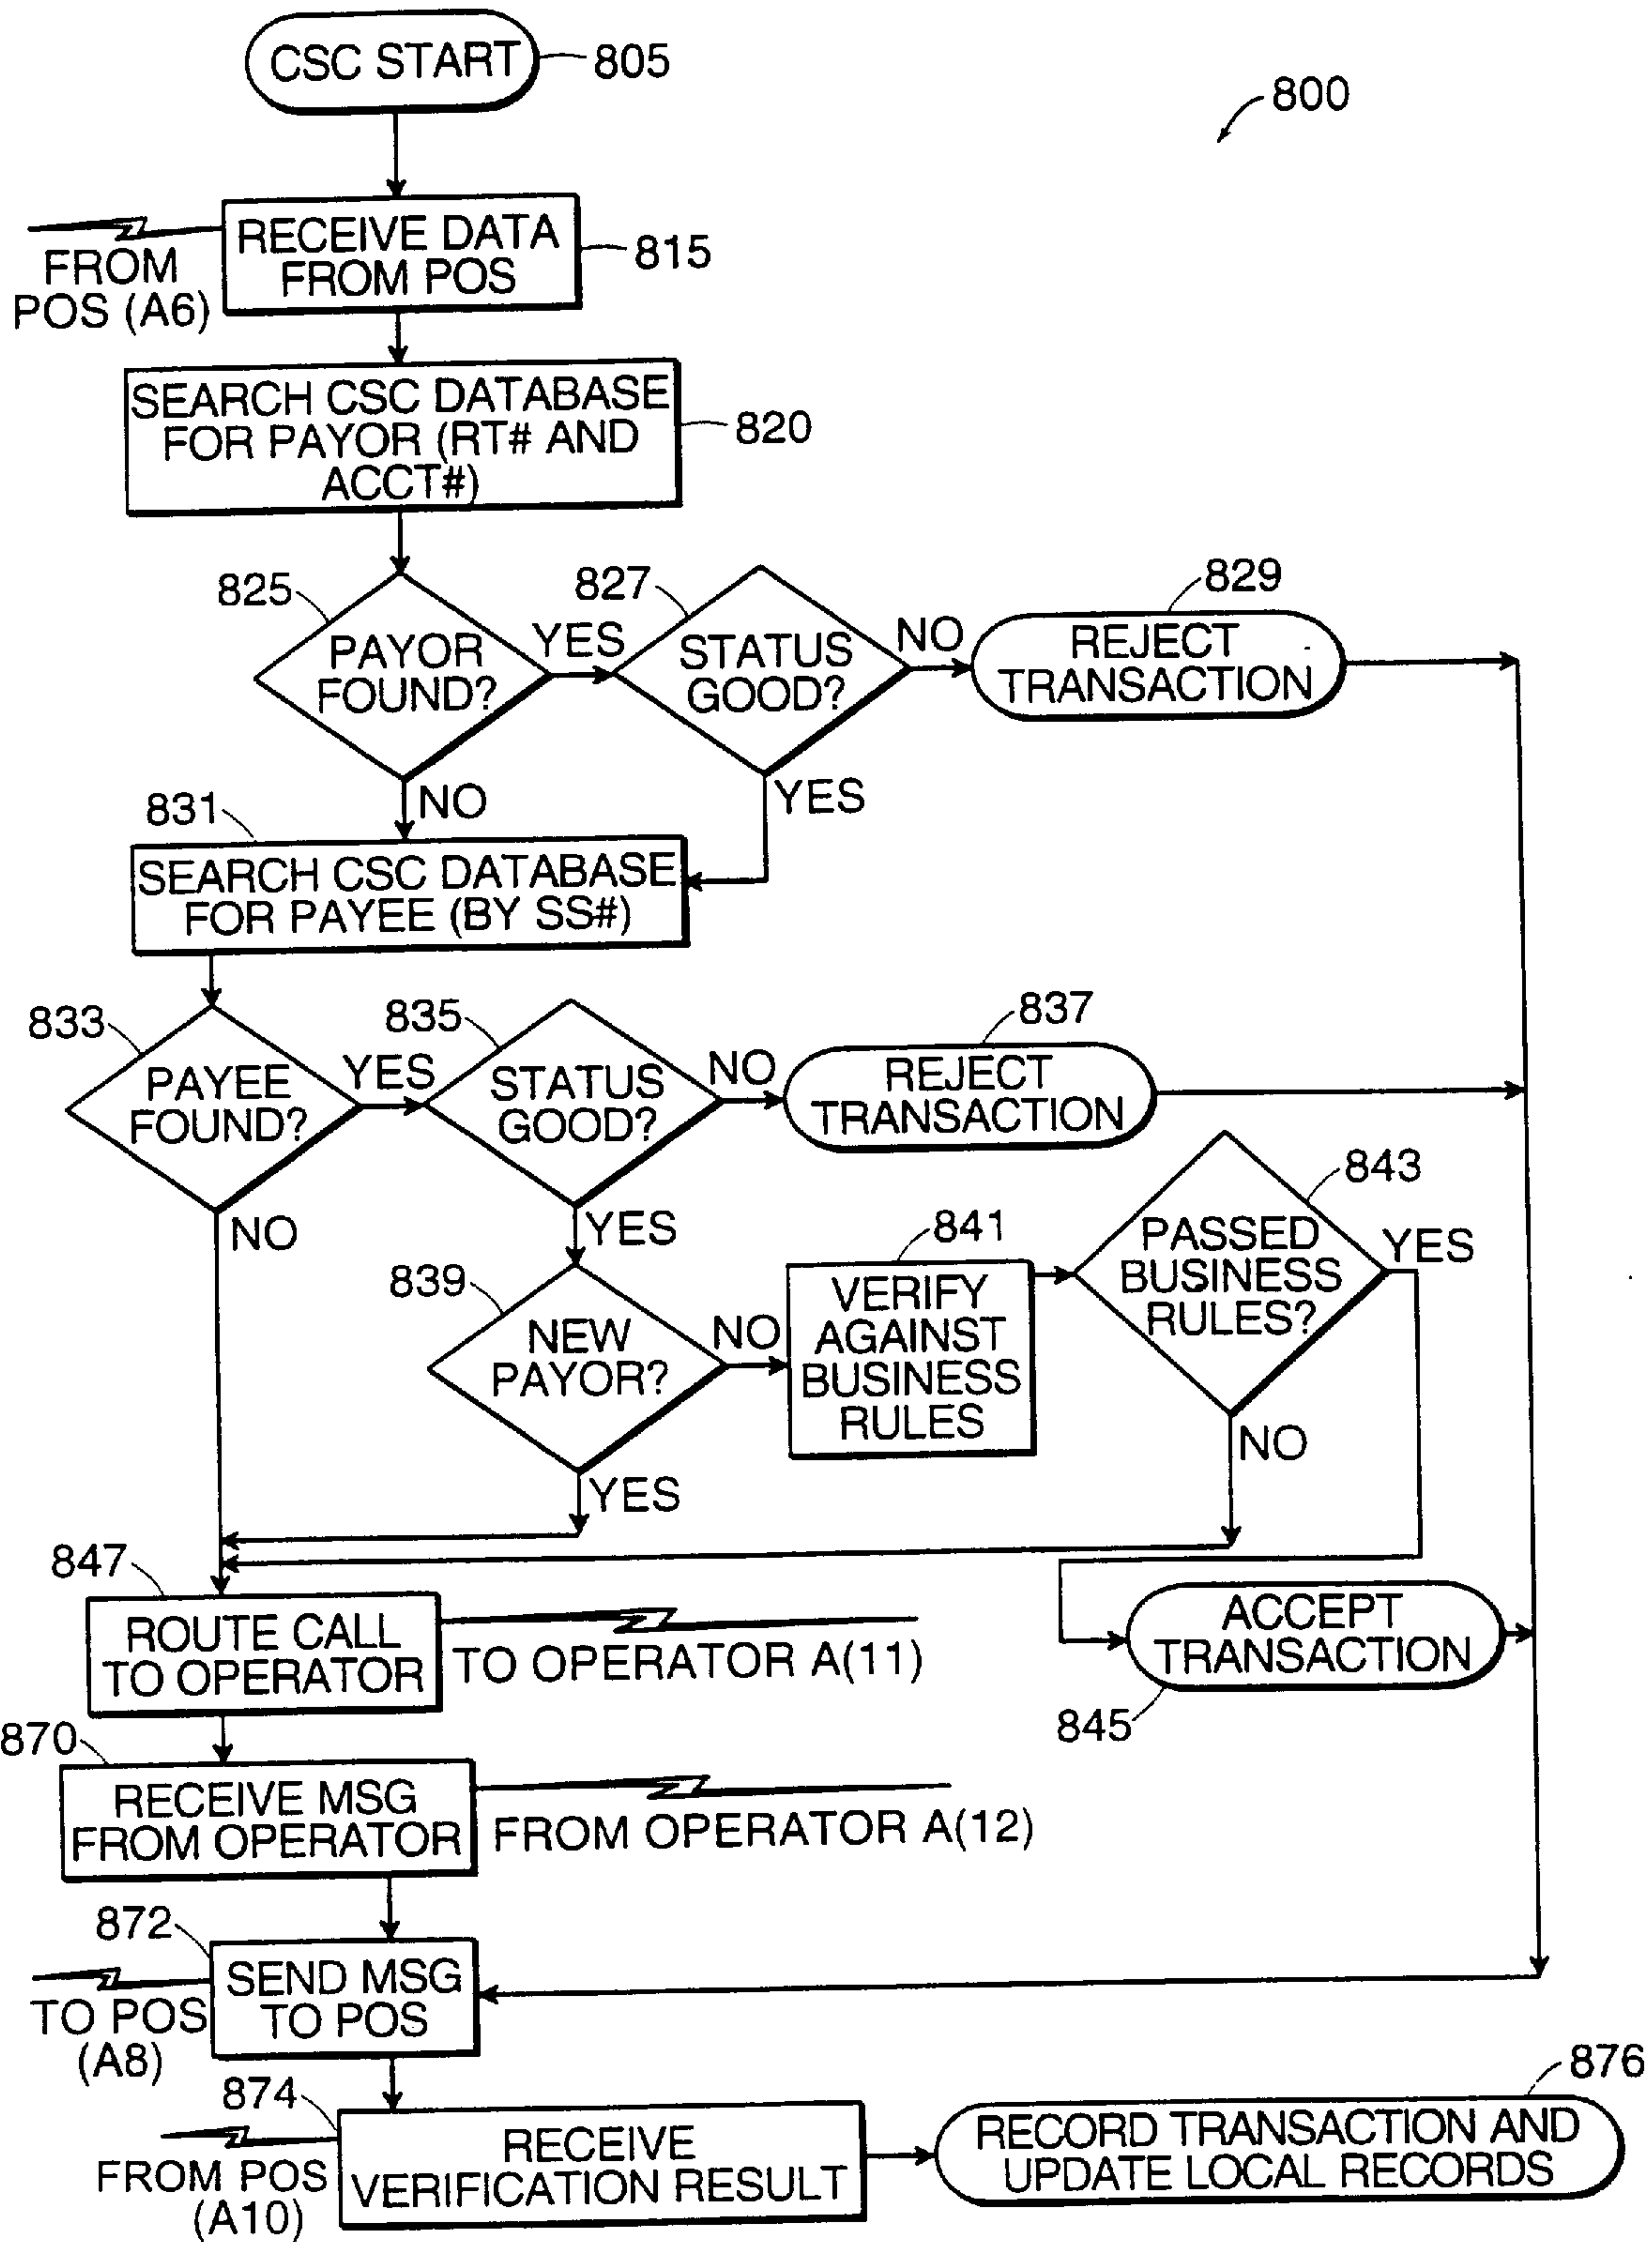 CSC START
805
800
RECEIVE DATA
FROM POS
815
FROM
POS (A6)
SEARCH CSC DATABASE
FOR PAYOR (RT# AND
ACCT#)
820
825
PAYOR
FOUND?
YES
NO
827
STATUS
GOOD?
NO
YES
829
REJECT
TRANSACTION
831
SEARCH CSC DATABASE
FOR PAYEE (BY SS#)
833
PAYEE
FOUND?
YES
NO
835
STATUS
GOOD?
NO
YES
837
REJECT
TRANSACTION
839
NEW
PAYOR?
NO
YES
841
VERIFY
AGAINST
BUSINESS
RULES
843
PASSED
BUSINESS
RULES?
YES
NO
ACCEPT
TRANSACTION
845
847
ROUTE CALL
TO OPERATOR
TO OPERATOR A(11)
870
RECEIVE MSG
FROM OPERATOR
FROM OPERATOR A(12)
872
SEND MSG
TO POS
TO POS
(A8)
874
RECEIVE
VERIFICATION RESULT
FROM POS
(A10)
876
RECORD TRANSACTION AND
UPDATE LOCAL RECORDS